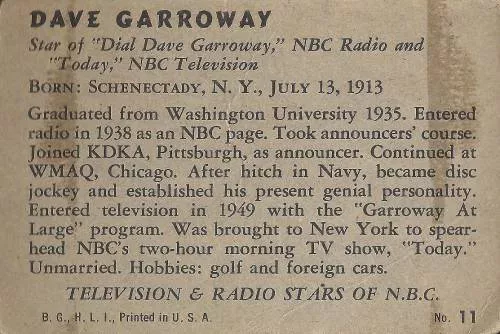 DAVE GARROWAY
Star of "Dial Dave Garroway," NBC Radio and
"Today," NBC Television
BORN: SCHENECTADY, N. Y., JULY 13, 1913
Graduated from Washington University 1935. Entered
radio in 1938 as an NBC page. Took announcers' course.
Joined KDKA, Pittsburgh, as announcer. Continued at
WMAQ, Chicago. After hitch in Navy, became disc
jockey and established his present genial personality.
Entered television in 1949 with the "Garroway At
Large" program. Was brought to New York to spear-
head NBC's two-hour morning TV show, "Today."
Unmarried. Hobbies: golf and foreign cars.
TELEVISION & RADIO STARS OF N.B.C.
B. G., H. L. I., Printed in U. S. A. No. 11